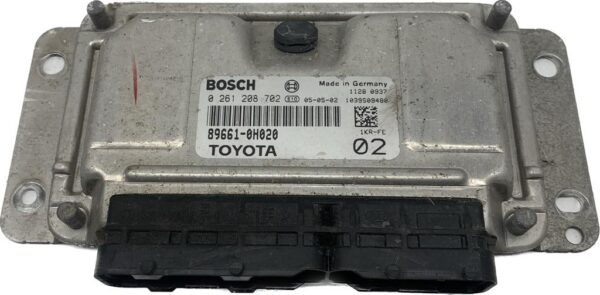 BOSCH Made in Germany
1128 0937
0 261 208 702 05-05-02 1039S09480
89661-0H020 1KR-FE
TOYOTA 02